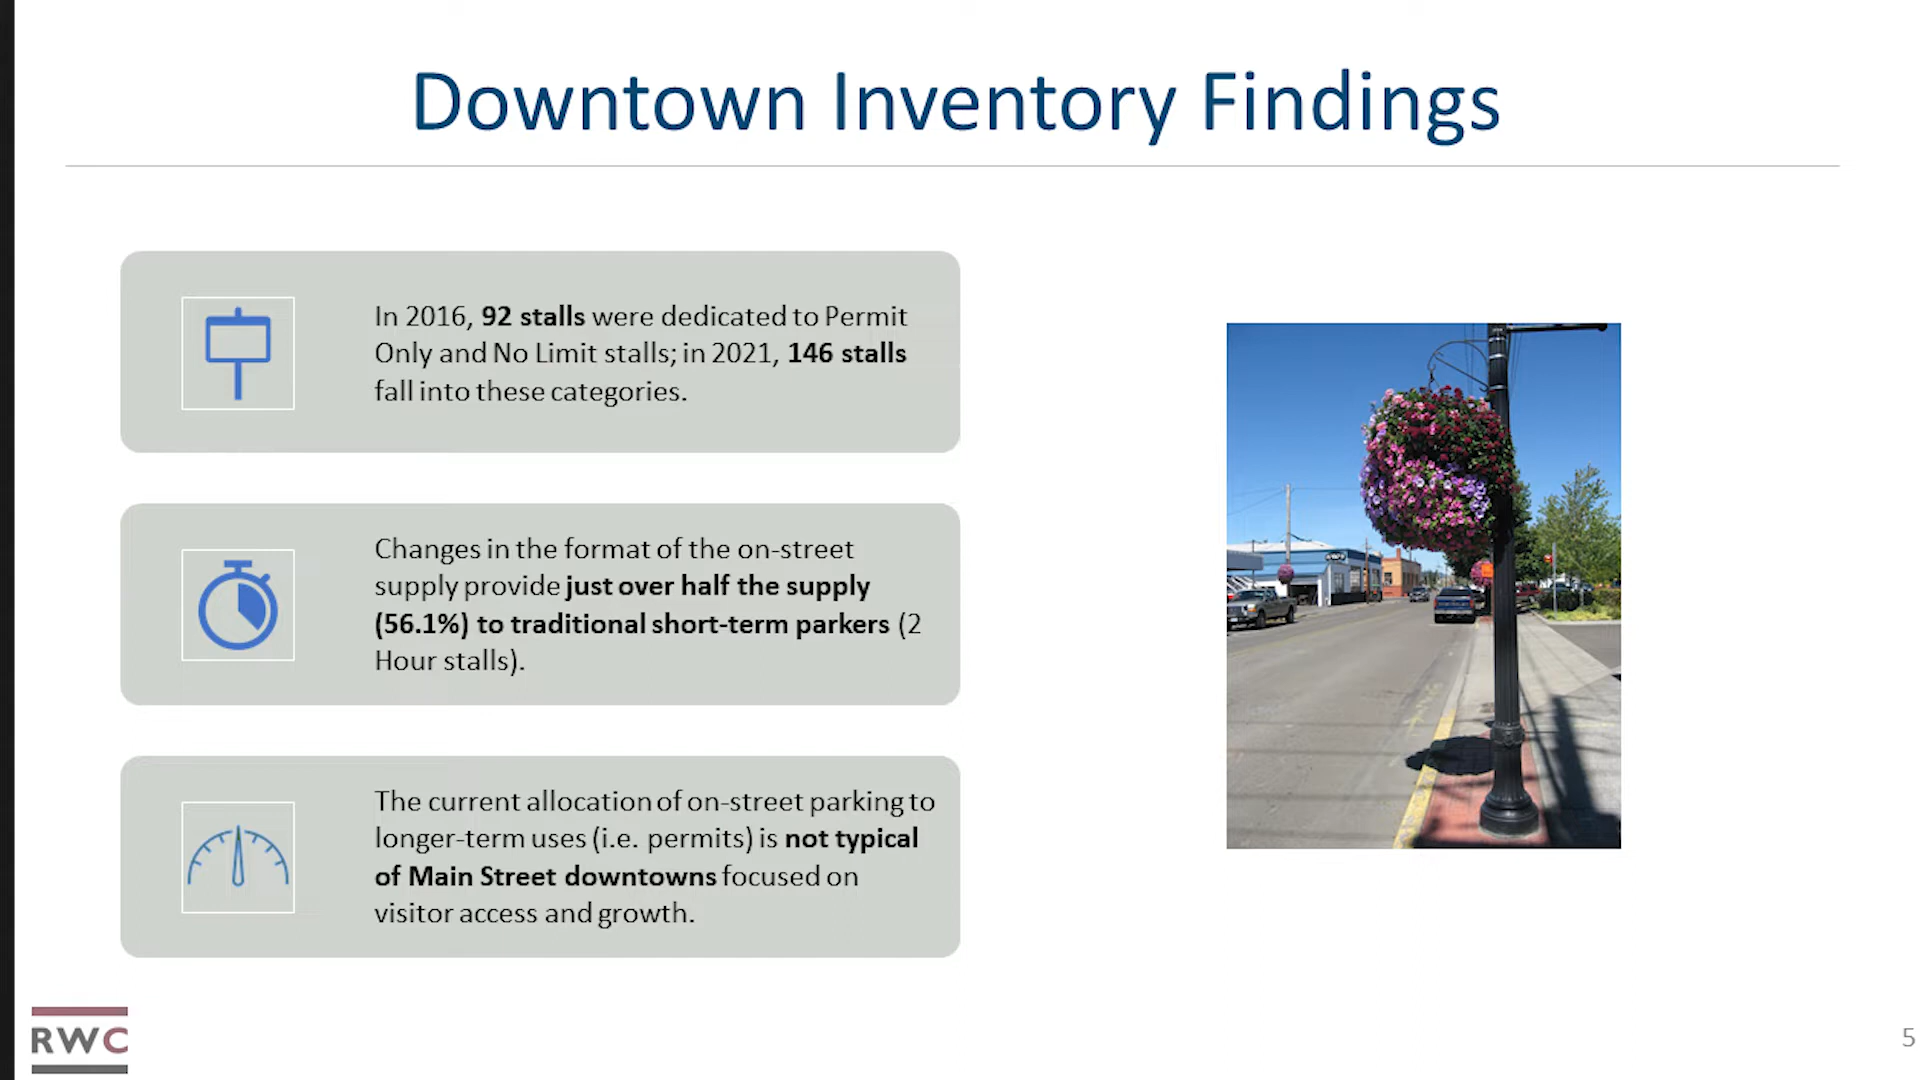 Downtown Inventory Findings
In 2016, 92 stalls were dedicated to Permit
Only and No Limit stalls; in 2021, 146 stalls
fall into these categories.
Changes in the format of the on-street
supply provide just over half the supply
(56.1%) to traditional short-term parkers (2
Hour stalls).
The current allocation of on-street parking to
longer-term uses (i.e. permits) is not typical
of Main Street downtowns focused on
visitor access and growth.
RWC
5